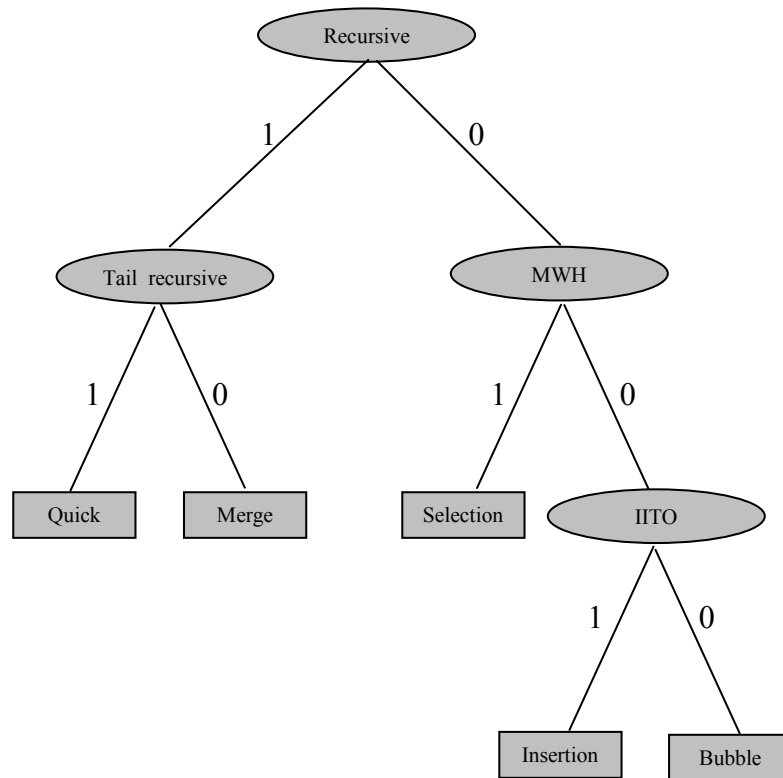 Recursive
1
0
Tail recursive
MWH
1
0
1
0
Quick
Merge
Selection
IITO
1
0
Insertion
Bubble